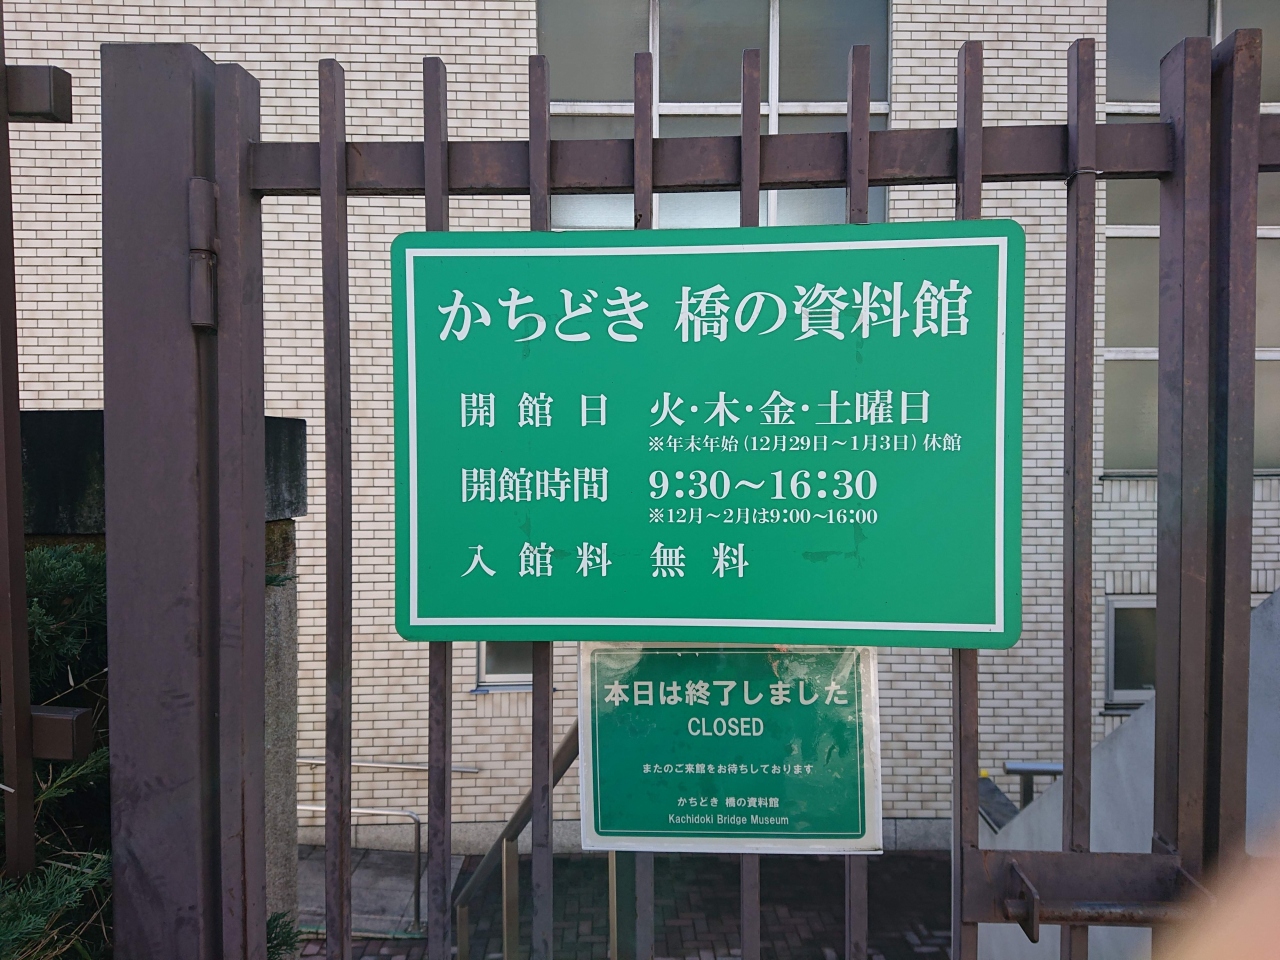 かちどき 橋の資料館
開館日 火・木・金・土曜日
※年末年始（12月29日～1月3日）休館
開館時間 9:30～16:30
※12月～2月は9:00～16:00
入館料 無料
本日は終了しました
CLOSED
またのご来館をお待ちしております
かちどき 橋の資料館
Kachidoki Bridge Museum